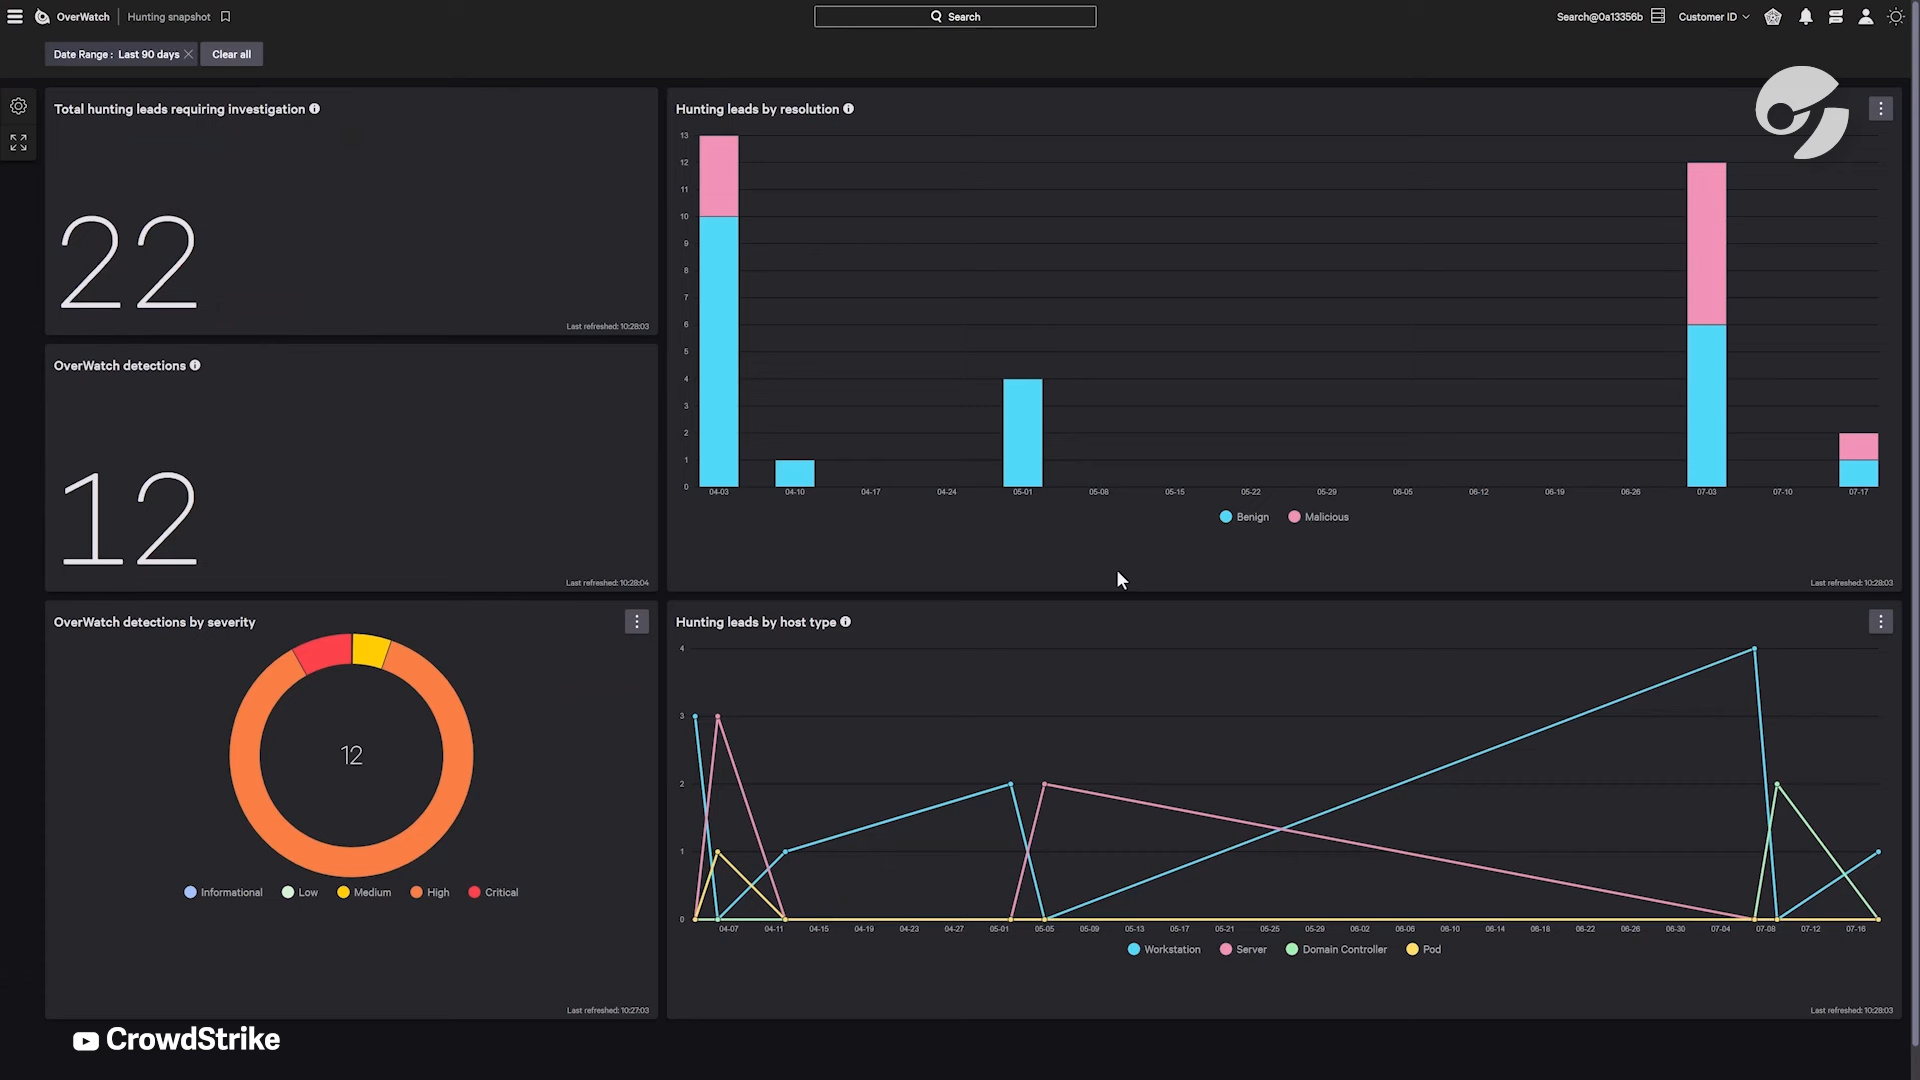 OverWatch Hunting snapshot
Search
Search@0a13356b Customer ID
Date Range : Last 90 days Clear all
Total hunting leads requiring investigation
22
Last refreshed: 10:28:03
OverWatch detections
12
Last refreshed: 10:28:04
OverWatch detections by severity
12
Informational Low Medium High Critical
Last refreshed: 10:27:03
Hunting leads by resolution
13
12
11
10
9
8
7
6
5
4
3
2
1
0
04-03 04-10 04-17 04-24 05-01 05-08 05-15 05-22 05-29 06-05 06-12 06-19 06-26 07-03 07-10 07-17
Benign Malicious
Last refreshed: 10:28:03
Hunting leads by host type
4
3
2
1
0
04-07 04-11 04-15 04-19 04-23 04-27 05-01 05-05 05-09 05-13 05-17 05-21 05-25 05-29 06-02 06-06 06-10 06-14 06-18 06-22 06-26 06-30 07-04 07-08 07-12 07-16
Workstation Server Domain Controller Pod
Last refreshed: 10:28:03
CrowdStrike